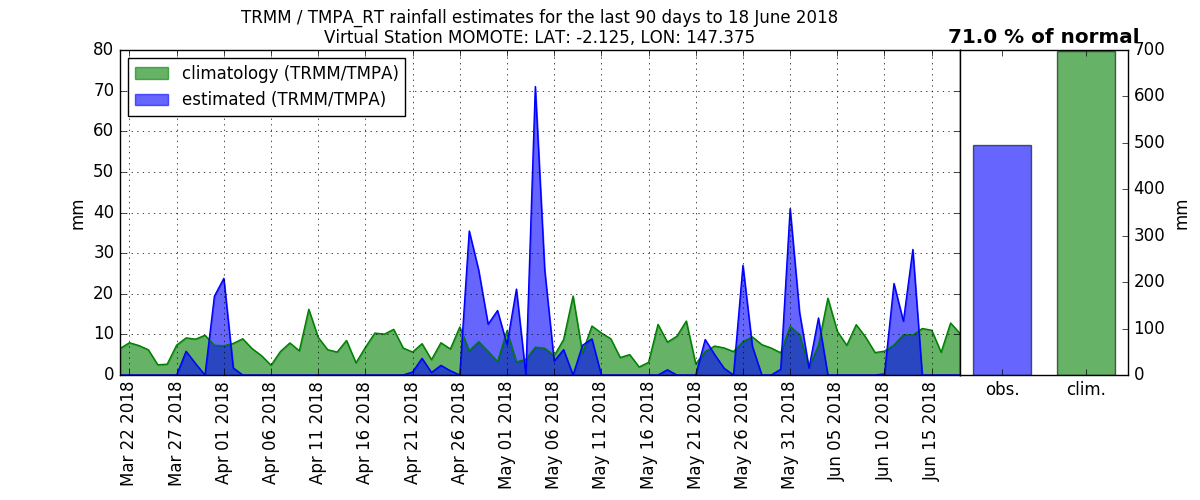 TRMM / TMPA_RT rainfall estimates for the last 90 days to 18 June 2018
Virtual Station MOMOTE: LAT: -2.125, LON: 147.375
71.0 % of normal
climatology (TRMM/TMPA)
estimated (TRMM/TMPA)
mm
80
70
60
50
40
30
20
10
0
Mar 22 2018
Mar 27 2018
Apr 01 2018
Apr 06 2018
Apr 11 2018
Apr 16 2018
Apr 21 2018
Apr 26 2018
May 01 2018
May 06 2018
May 11 2018
May 16 2018
May 21 2018
May 26 2018
May 31 2018
Jun 05 2018
Jun 10 2018
Jun 15 2018
obs.
clim.
700
600
500
400
300
200
100
0
mm